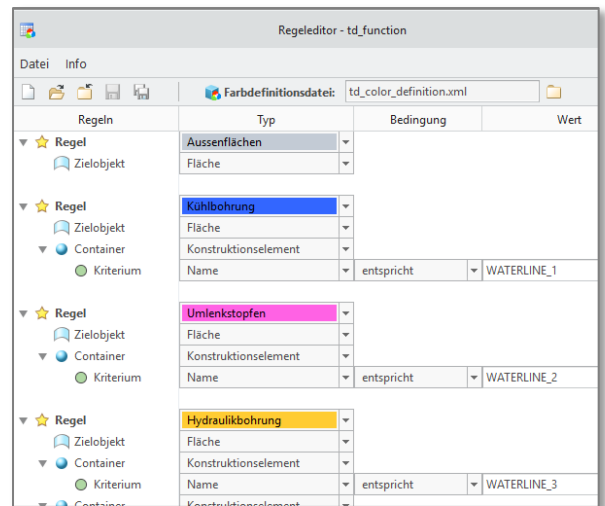 Regeleditor - td_function
Datei Info
Farbdefinitionsdatei: td_color_definition.xml
Regeln Typ Bedingung Wert
Regel Aussenflächen
Zielobjekt Fläche
Regel Kühlbohrung
Zielobjekt Fläche
Container Konstruktionselement
Kriterium Name entspricht WATERLINE_1
Regel Umlenkstopfen
Zielobjekt Fläche
Container Konstruktionselement
Kriterium Name entspricht WATERLINE_2
Regel Hydraulikbohrung
Zielobjekt Fläche
Container Konstruktionselement
Kriterium Name entspricht WATERLINE_3
Container Konstruktionselement